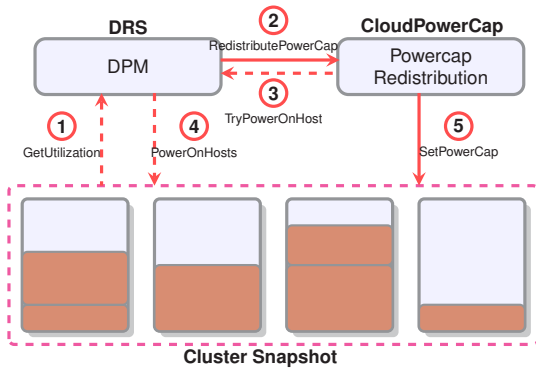 DRS
2
CloudPowerCap
RedistributePowerCap
DPM
Powercap
Redistribution
3
TryPowerOnHost
1
4
5
GetUtilization
PowerOnHosts
SetPowerCap
Cluster Snapshot